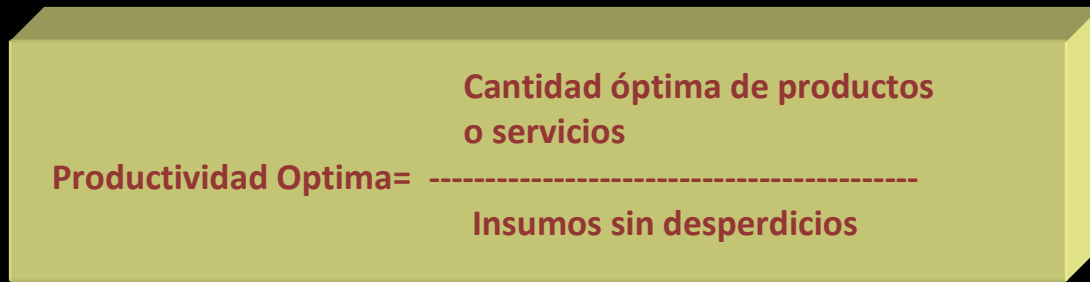 Cantidad óptima de productos
o servicios
Productividad Optima= -------------------------------------------
Insumos sin desperdicios